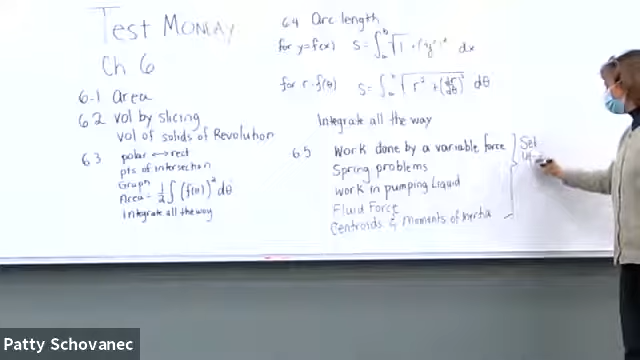 Test Monday
Ch 6
6.1 Area
6.2 vol by slicing
vol of solids of Revolution
6.3 polar ↔ rect
pts of intersection
Graph
Area = 1/2 ∫ (f(θ))² dθ
Integrate all the way
6.4 Arc length
for y=f(x) S = ∫ₐᵇ √1 + (y')² dx
for r=f(θ) S = ∫ₐᵇ √r² + (dr/dθ)² dθ
Integrate all the way
6.5 Work done by a variable force
Spring problems
work in pumping Liquid
Fluid Force
Centroids & Moments of Inertia
Set
Patty Schovanec